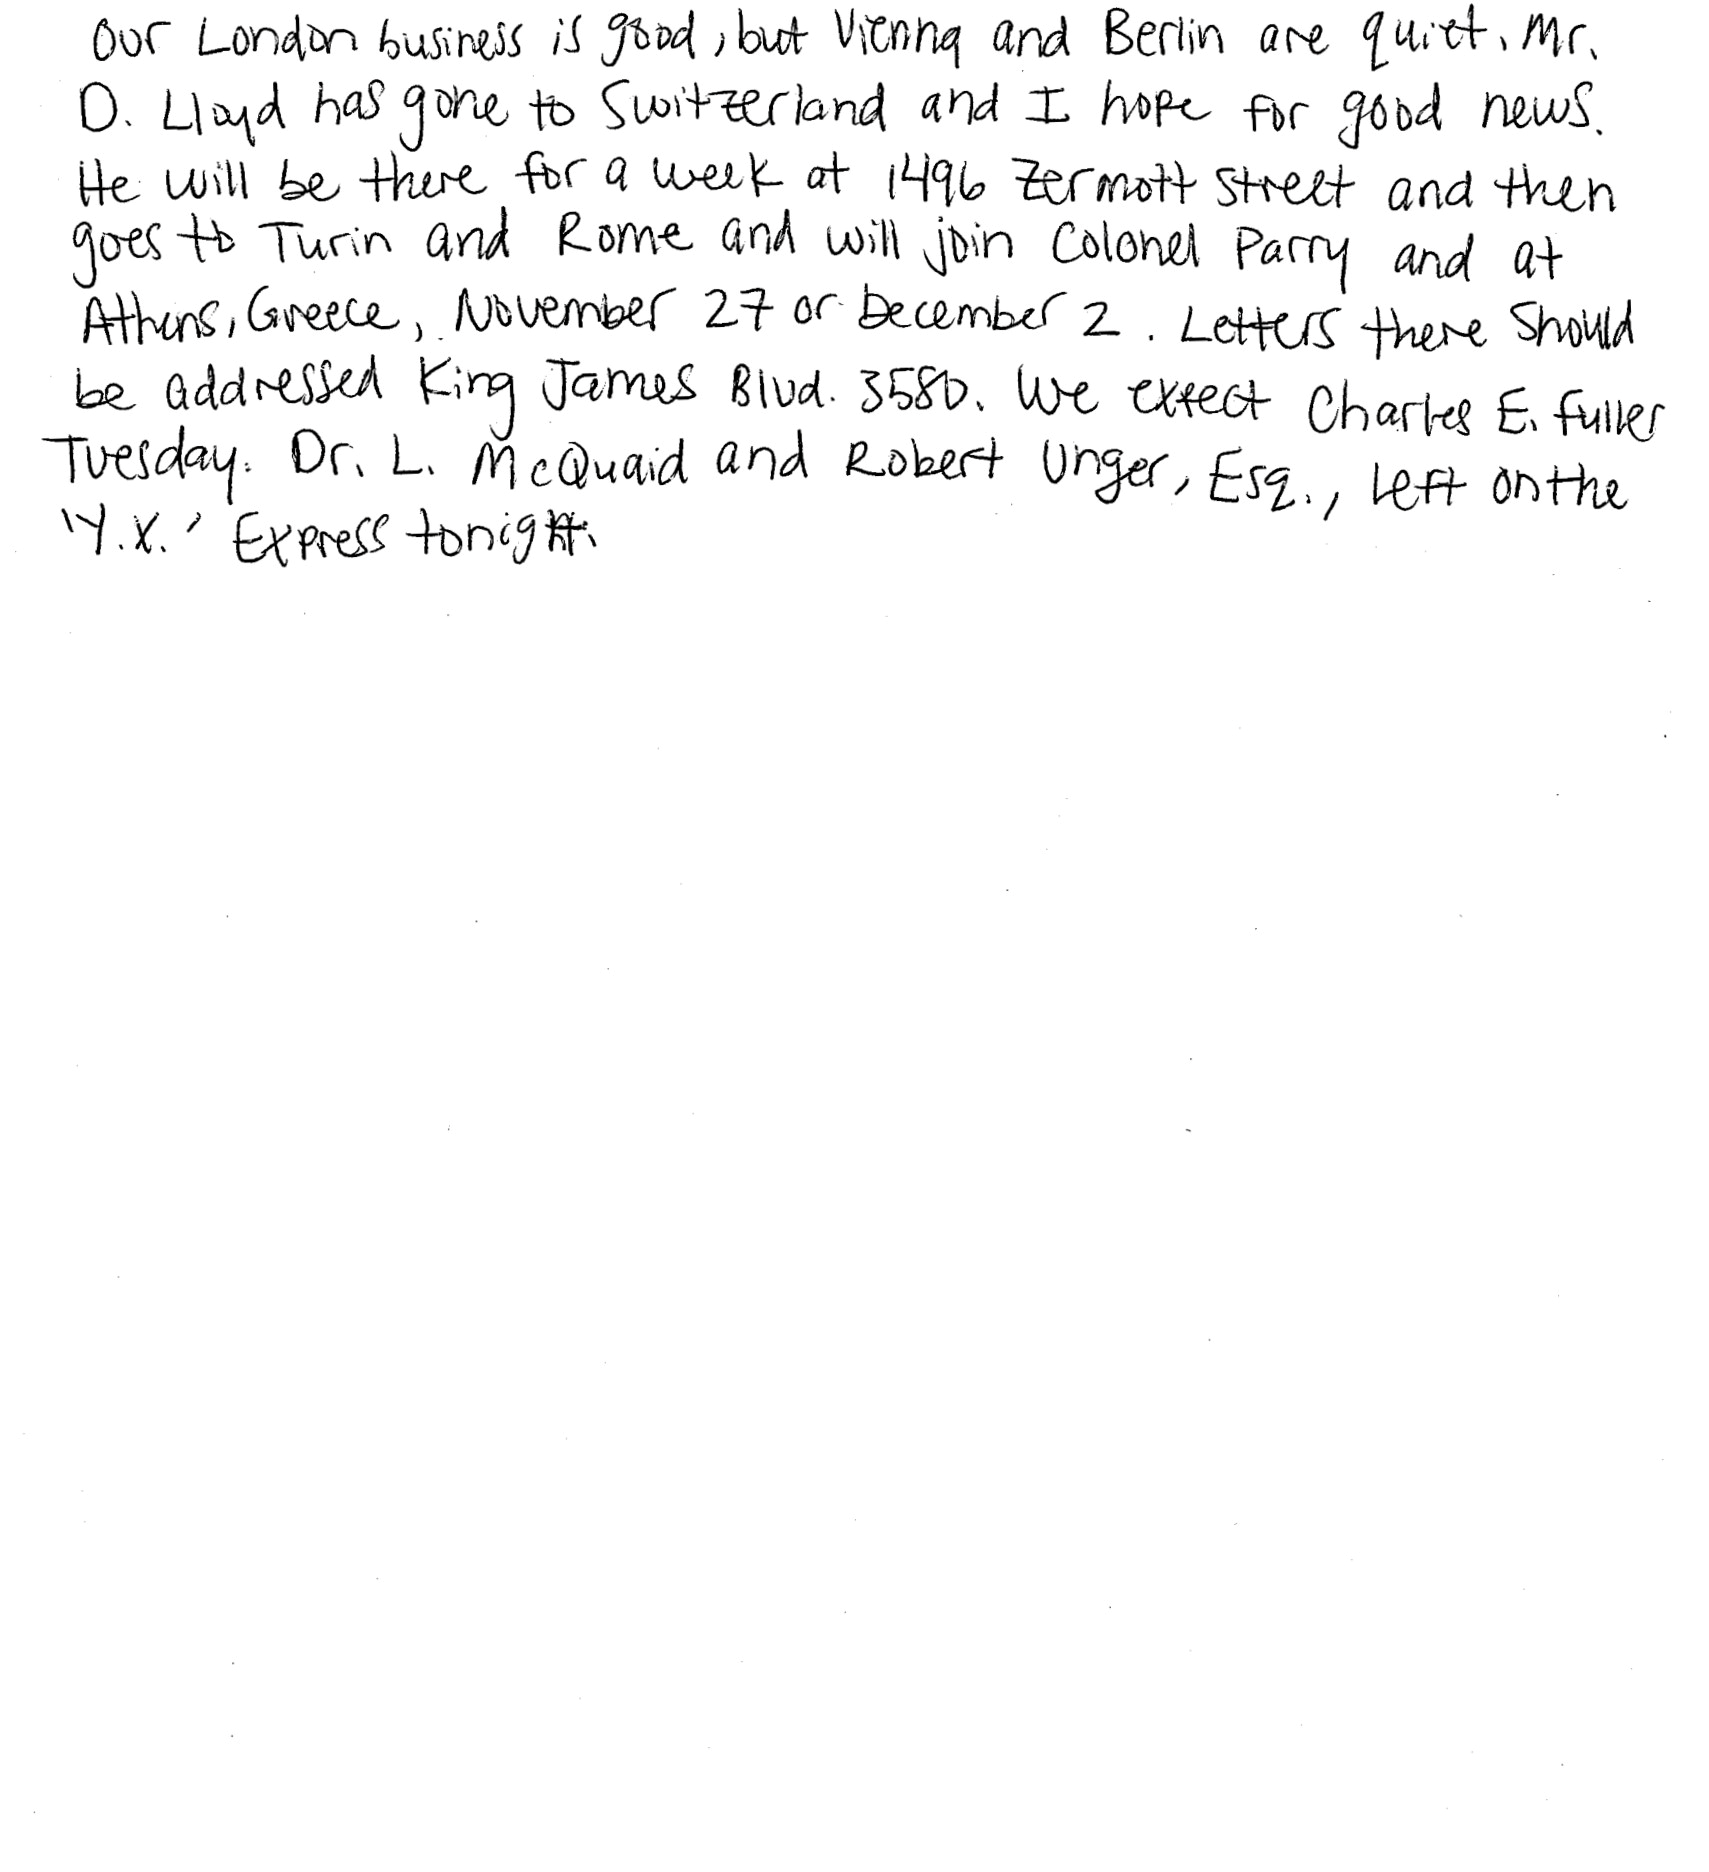 Our London business is good, but Vienna and Berlin are quiet. Mr.
D. Lloyd has gone to Switzerland and I hope for good news.
He will be there for a week at 1496 Zermott Street and then
goes to Turin and Rome and will join Colonel Parry and at
Athens, Greece, November 27 or December 2. Letters there Should
be addressed King James Blvd. 3580. We expect Charles E. Fuller
Tuesday. Dr. L. McQuaid and Robert Unger, Esq., left on the
'Y.X.' Express tonight.